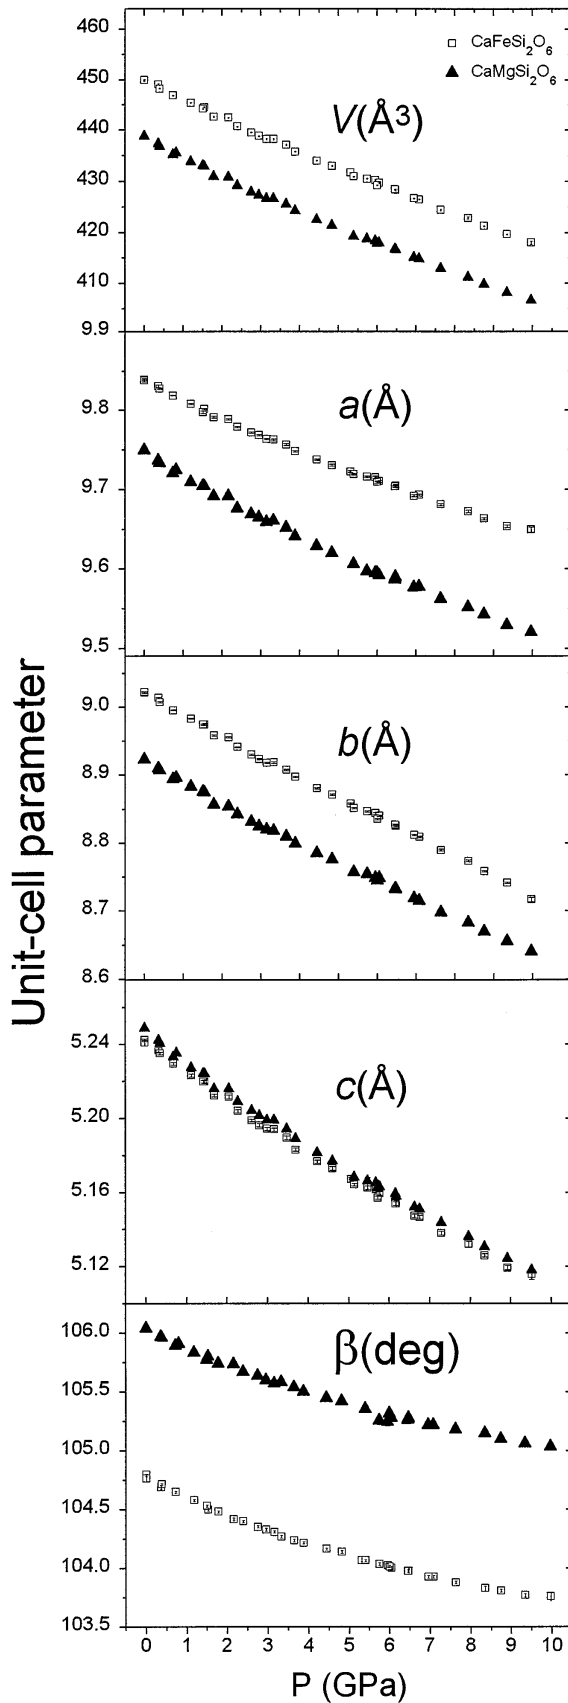 460
450
440
430
420
410
9.9
V(Å³)
CaFeSi₂O₆
CaMgSi₂O₆
9.8
9.7
9.6
9.5
a(Å)
9.0
8.9
8.8
8.7
8.6
b(Å)
5.24
5.20
5.16
5.12
c(Å)
106.0
105.5
105.0
104.5
104.0
103.5
β(deg)
0 1 2 3 4 5 6 7 8 9 10
P (GPa)
Unit-cell parameter